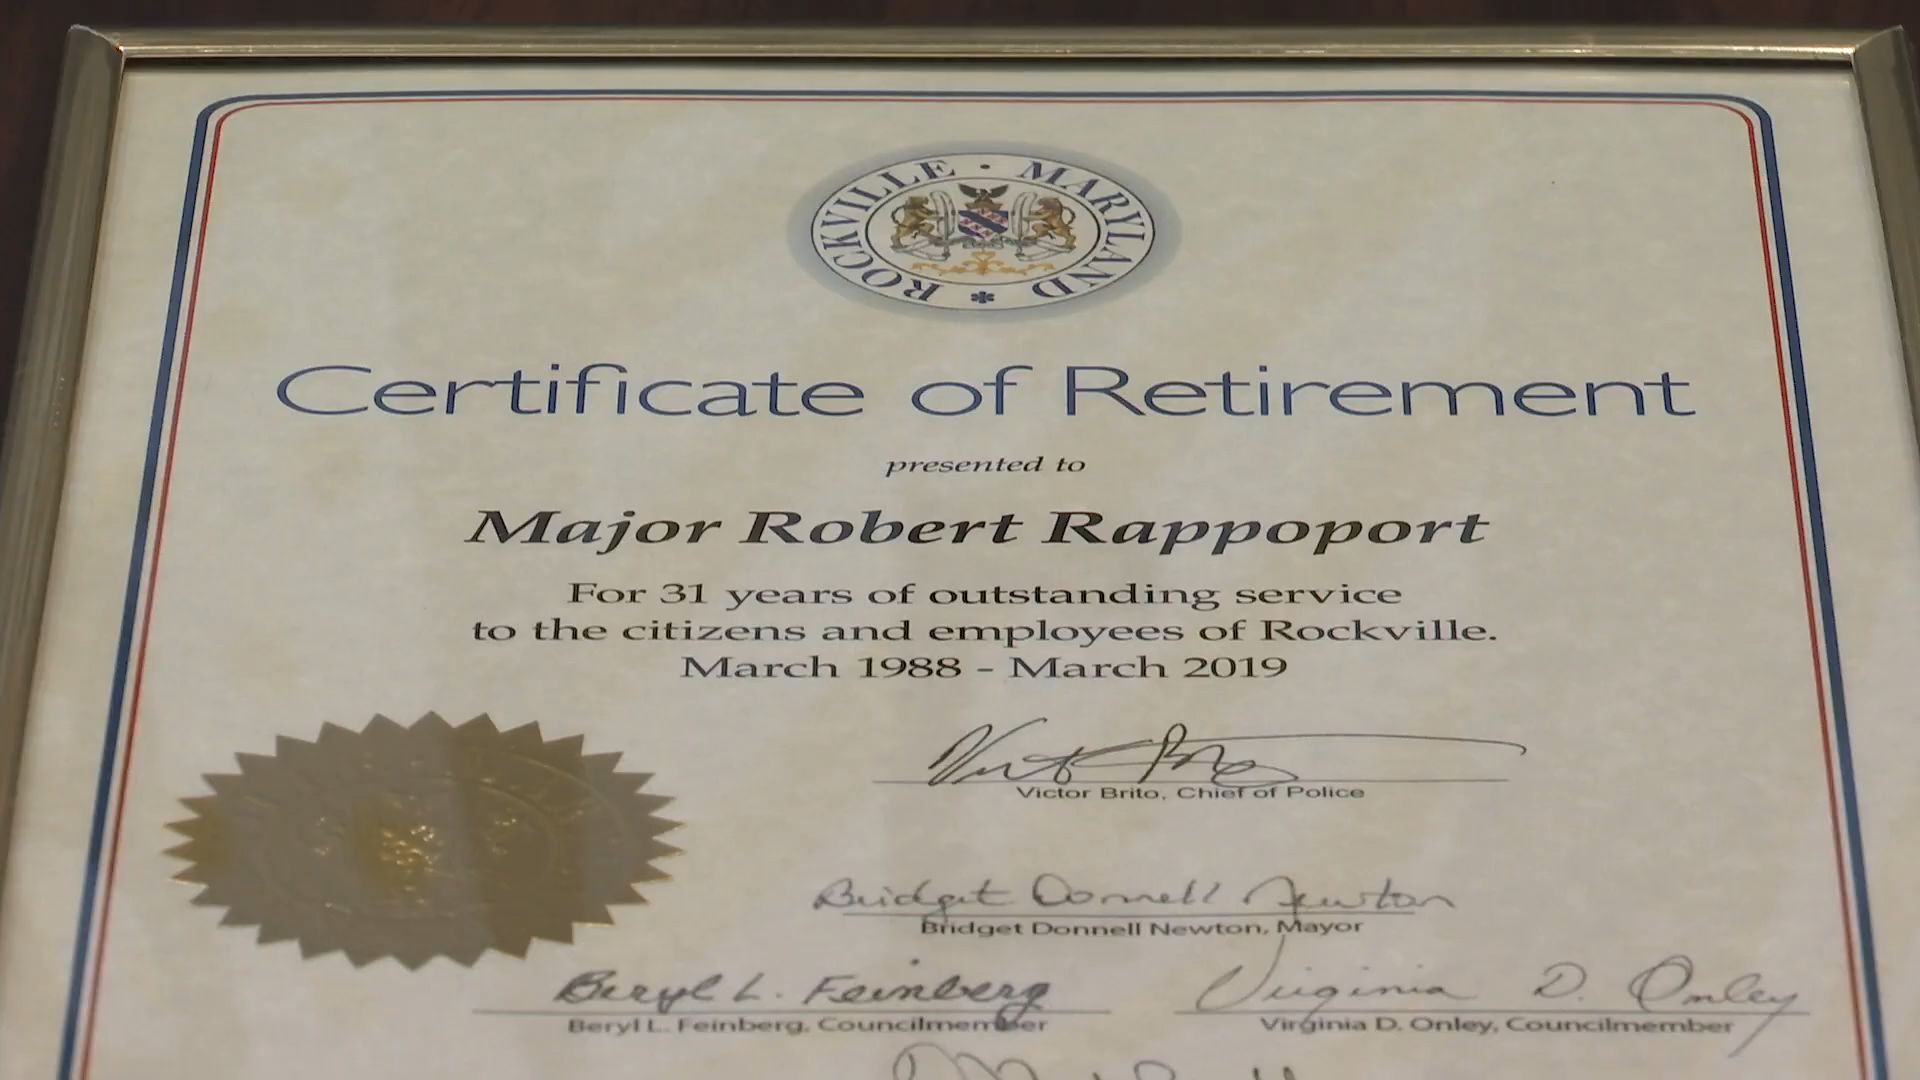 ROCKVILLE · MARYLAND
Certificate of Retirement
presented to
Major Robert Rappoport
For 31 years of outstanding service
to the citizens and employees of Rockville.
March 1988 - March 2019
Victor Brito, Chief of Police
Bridget Donnell Newton
Bridget Donnell Newton, Mayor
Beryl L. Feinberg Virginia D. Onley
Beryl L. Feinberg, Councilmember Virginia D. Onley, Councilmember